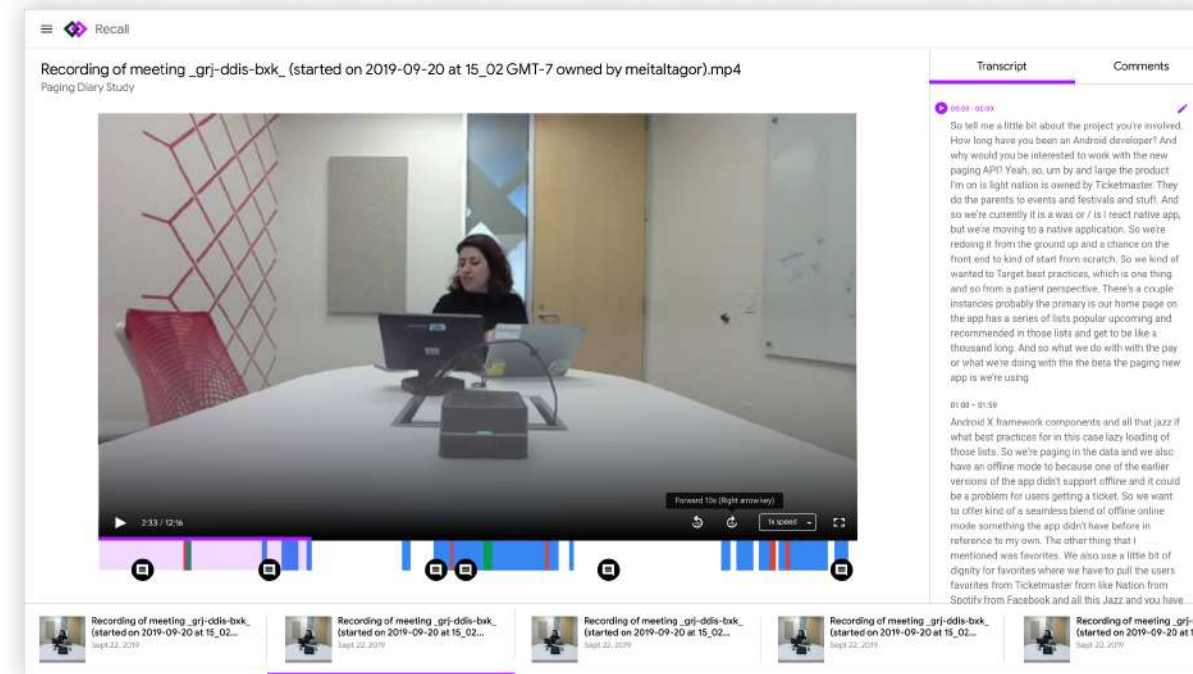 Recall
Recording of meeting _grj-ddis-bxk_ (started on 2019-09-20 at 15_02 GMT-7 owned by meitaltagor).mp4
Paging Diary Study
Forward 10s (Right arrow key)
2:33 / 12:16
1x speed
Transcript
Comments
00:09 - 00:59
So tell me a little bit about the project you're involved.
How long have you been an Android developer? And
why would you be interested to work with the new
paging API? Yeah, so, um by and large the product
I'm on is light nation is owned by Ticketmaster. They
do the parents to events and festivals and stuff. And
so we're currently it is a was or / is I react native app,
but we're moving to a native application. So we're
redoing it from the ground up and a chance on the
front end to kind of start from scratch. So we kind of
wanted to Target best practices, which is one thing
and so from a patient perspective. There's a couple
instances probably the primary is our home page on
the app has a series of lists popular upcoming and
recommended in those lists and get to be like a
thousand long. And so what we do with with the pay
or what we're doing with the the beta the paging new
app is we're using
01:00 – 01:59
Android X framework components and all that jazz if
what best practices for in this case lazy loading of
those lists. So we're paging in the data and we also
have an offline mode to because one of the earlier
versions of the app didn't support offline and it could
be a problem for users getting a ticket. So we want
to offer kind of a seamless blend of offline online
mode something the app didn't have before in
reference to my own. The other thing that I
mentioned was favorites. We also use a little bit of
dignity for favorites where we have to pull the users
favorites from Ticketmaster from like Nation from
Spotify from Facebook and all this Jazz and you have
Recording of meeting _grj-ddis-bxk_
(started on 2019-09-20 at 15_02...
Sept 22, 2019
Recording of meeting _grj-ddis-bxk_
(started on 2019-09-20 at 15_02...
Sept 22, 2019
Recording of meeting _grj-ddis-bxk_
(started on 2019-09-20 at 15_02...
Sept 22, 2019
Recording of meeting _grj-ddis-bxk_
(started on 2019-09-20 at 15_02...
Sept 22, 2019
Recording of meeting _grj-
(started on 2019-09-20 at 1
Sept 22, 2019